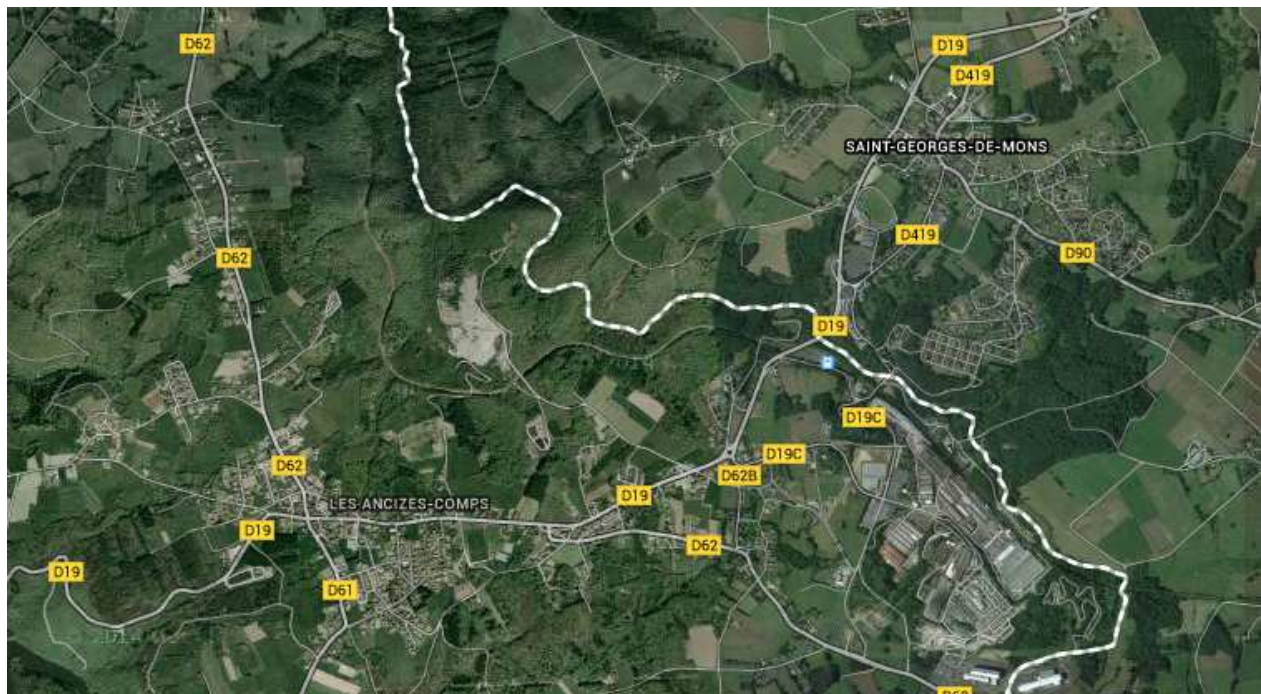 D62
D19
D419
SAINT-GEORGES-DE-MONS
D419
D62
D90
D19
D19C
D19C
D62
D62B
D19
LES ANCIZES-COMPS
D19
D62
D19
D61